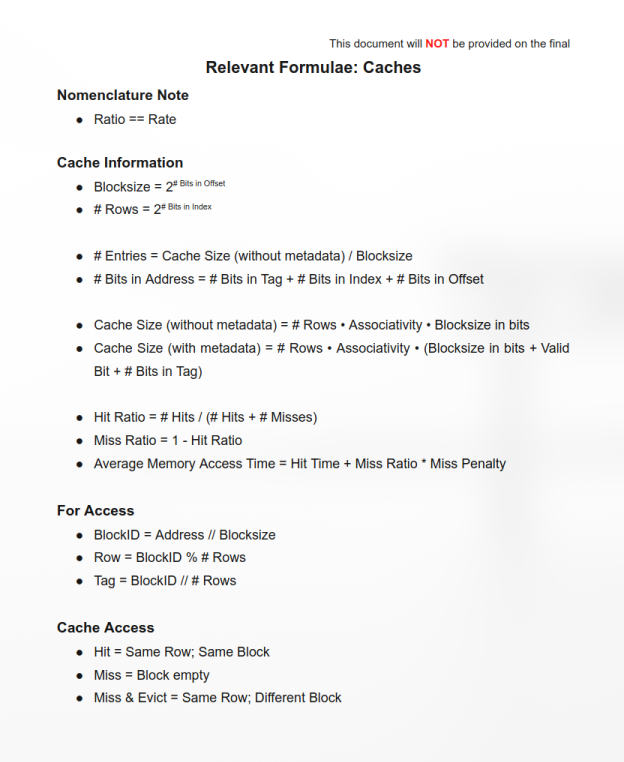 This document will NOT be provided on the final
Relevant Formulae: Caches
Nomenclature Note
● Ratio == Rate
Cache Information
● Blocksize = 2^# Bits in Offset
● # Rows = 2^# Bits in Index
● # Entries = Cache Size (without metadata) / Blocksize
● # Bits in Address = # Bits in Tag + # Bits in Index + # Bits in Offset
● Cache Size (without metadata) = # Rows • Associativity • Blocksize in bits
● Cache Size (with metadata) = # Rows • Associativity • (Blocksize in bits + Valid
Bit + # Bits in Tag)
● Hit Ratio = # Hits / (# Hits + # Misses)
● Miss Ratio = 1 - Hit Ratio
● Average Memory Access Time = Hit Time + Miss Ratio * Miss Penalty
For Access
● BlockID = Address // Blocksize
● Row = BlockID % # Rows
● Tag = BlockID // # Rows
Cache Access
● Hit = Same Row; Same Block
● Miss = Block empty
● Miss & Evict = Same Row; Different Block